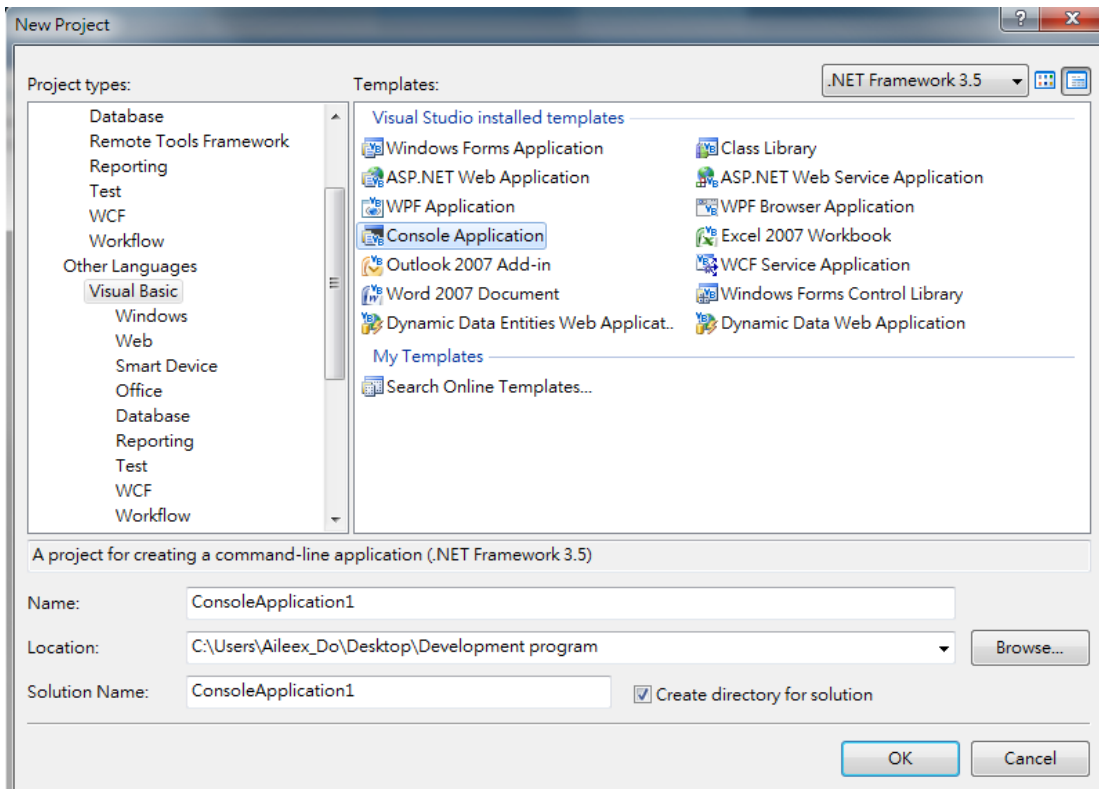 New Project
Project types:
Templates:
.NET Framework 3.5
Database
Remote Tools Framework
Reporting
Test
WCF
Workflow
Other Languages
Visual Basic
Windows
Web
Smart Device
Office
Database
Reporting
Test
WCF
Workflow
Visual Studio installed templates
Windows Forms Application
Class Library
ASP.NET Web Application
ASP.NET Web Service Application
WPF Application
WPF Browser Application
Console Application
Excel 2007 Workbook
Outlook 2007 Add-in
WCF Service Application
Word 2007 Document
Windows Forms Control Library
Dynamic Data Entities Web Applicat..
Dynamic Data Web Application
My Templates
Search Online Templates...
A project for creating a command-line application (.NET Framework 3.5)
Name:
ConsoleApplication1
Location:
C:\Users\Aileex_Do\Desktop\Development program
Browse...
Solution Name:
ConsoleApplication1
Create directory for solution
OK
Cancel